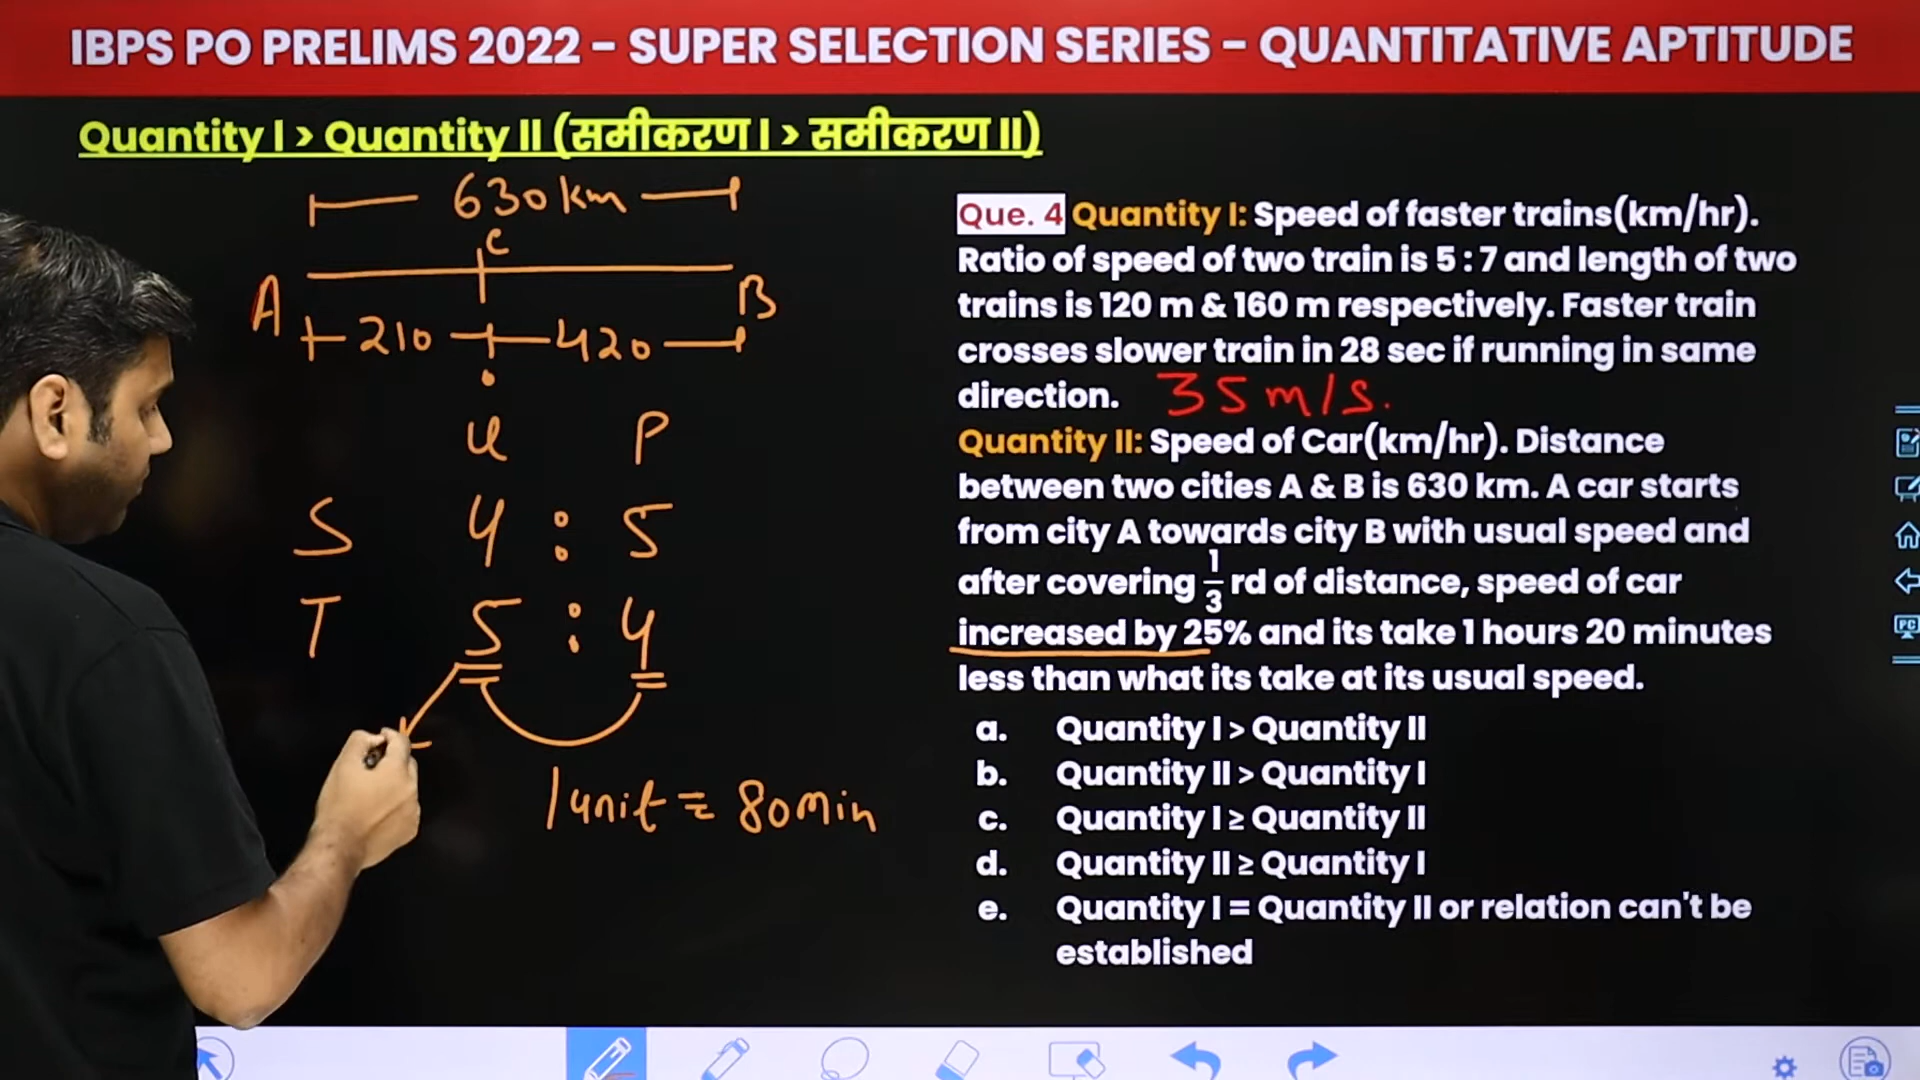 IBPS PO PRELIMS 2022 - SUPER SELECTION SERIES - QUANTITATIVE APTITUDE
Quantity I > Quantity II (समीकरण I > समीकरण II)
630 km
C
A
B
210
420
U P
S 4 : 5
T 5 : 4
1 unit = 80 min
Que. 4 Quantity I: Speed of faster trains(km/hr).
Ratio of speed of two train is 5 : 7 and length of two
trains is 120 m & 160 m respectively. Faster train
crosses slower train in 28 sec if running in same
direction. 35 m/s.
Quantity II: Speed of Car(km/hr). Distance
between two cities A & B is 630 km. A car starts
from city A towards city B with usual speed and
after covering 1/3 rd of distance, speed of car
increased by 25% and its take 1 hours 20 minutes
less than what its take at its usual speed.
a. Quantity I > Quantity II
b. Quantity II > Quantity I
c. Quantity I ≥ Quantity II
d. Quantity II ≥ Quantity I
e. Quantity I = Quantity II or relation can't be
established
PC